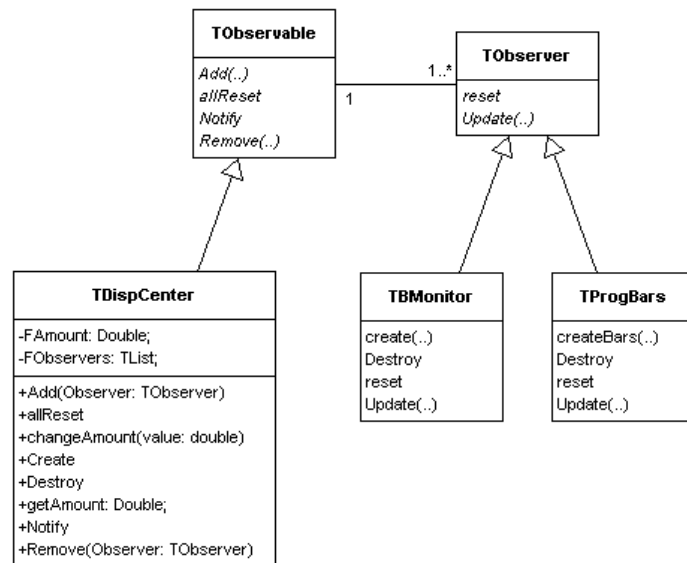 TObservable
Add(..)
allReset
Notify
Remove(..)
1
1..*
TObserver
reset
Update(..)
TDispCenter
-FAmount: Double;
-FObservers: TList;
+Add(Observer: TObserver)
+allReset
+changeAmount(value: double)
+Create
+Destroy
+getAmount: Double;
+Notify
+Remove(Observer: TObserver)
TBMonitor
create(..)
Destroy
reset
Update(..)
TProgBars
createBars(..)
Destroy
reset
Update(..)